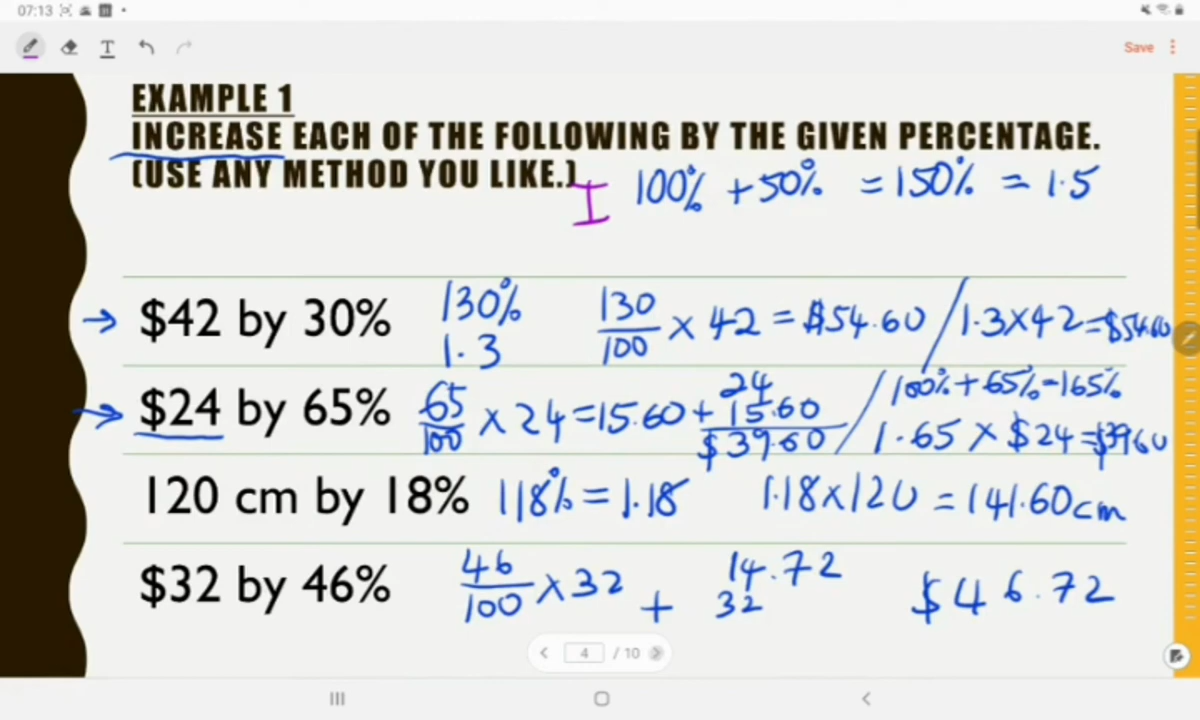 07:13
T
Save
EXAMPLE 1
INCREASE EACH OF THE FOLLOWING BY THE GIVEN PERCENTAGE.
(USE ANY METHOD YOU LIKE.)
I 100% + 50% = 150% = 1.5
→ $42 by 30% 130% 1.3 130/100 × 42 = $54.60 / 1.3×42=$54.60
→ $24 by 65% 65/100 × 24=15.60 + 24 15.60 $39.60 / 100%+65%=165% 1.65 × $24=$39.60
120 cm by 18% 118% = 1.18 1.18×120 = 141.60cm
$32 by 46% 46/100 ×32 + 14.72 32 $46.72
4 / 10